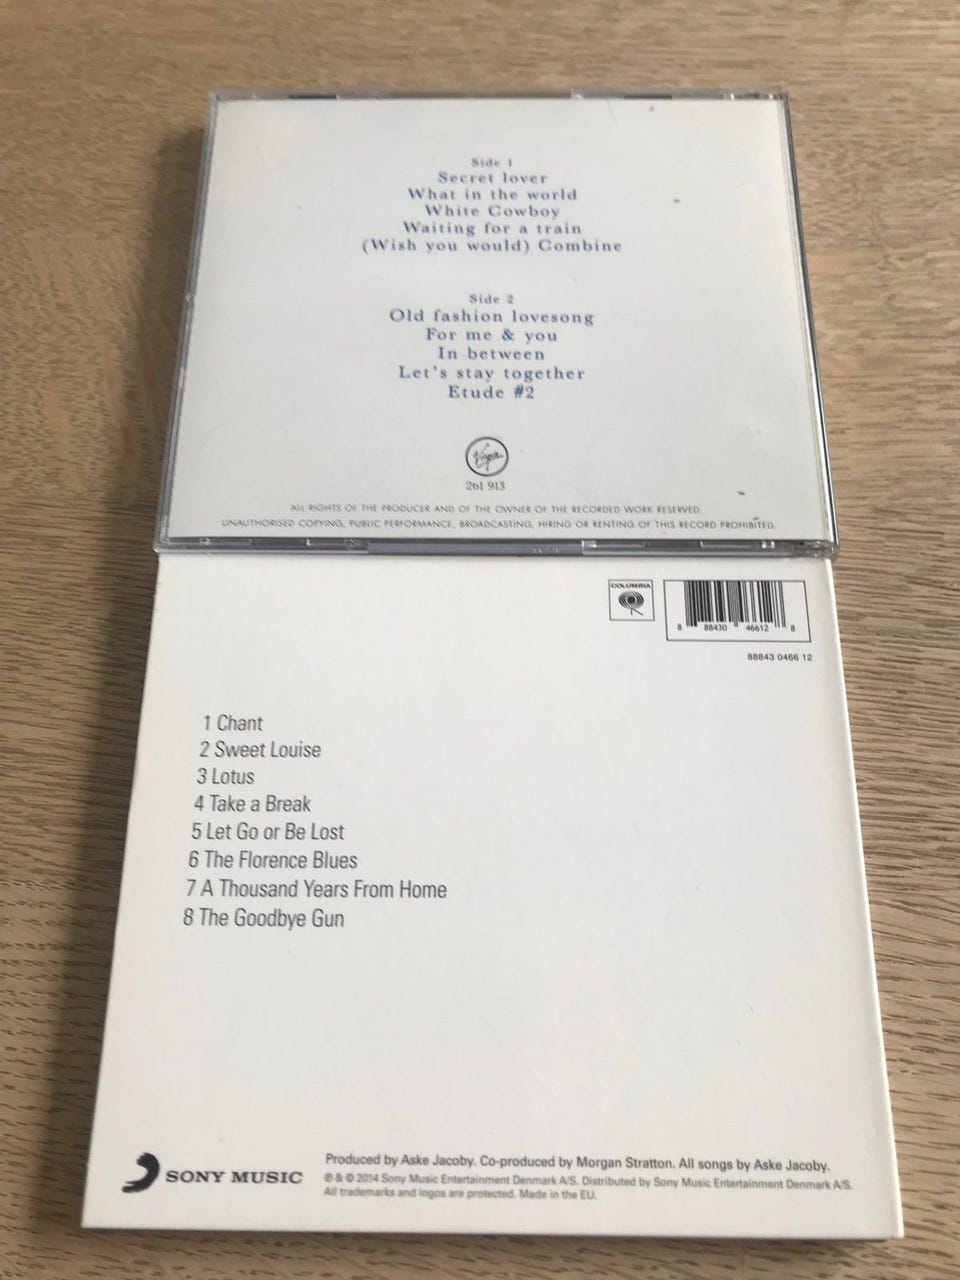 Side 1
Secret lover
What in the world
White Cowboy
Waiting for a train
(Wish you would) Combine
Side 2
Old fashion lovesong
For me & you
In between
Let's stay together
Etude #2
Virgin
261 913
ALL RIGHTS OF THE PRODUCER AND OF THE OWNER OF THE RECORDED WORK RESERVED.
UNAUTHORISED COPYING, PUBLIC PERFORMANCE, BROADCASTING, HIRING OR RENTING OF THIS RECORD PROHIBITED.
COLUMBIA
8 88430 46612 8
88843 0466 12
1 Chant
2 Sweet Louise
3 Lotus
4 Take a Break
5 Let Go or Be Lost
6 The Florence Blues
7 A Thousand Years From Home
8 The Goodbye Gun
SONY MUSIC
Produced by Aske Jacoby. Co-produced by Morgan Stratton. All songs by Aske Jacoby.
℗ & © 2014 Sony Music Entertainment Denmark A/S. Distributed by Sony Music Entertainment Denmark A/S.
All trademarks and logos are protected. Made in the EU.